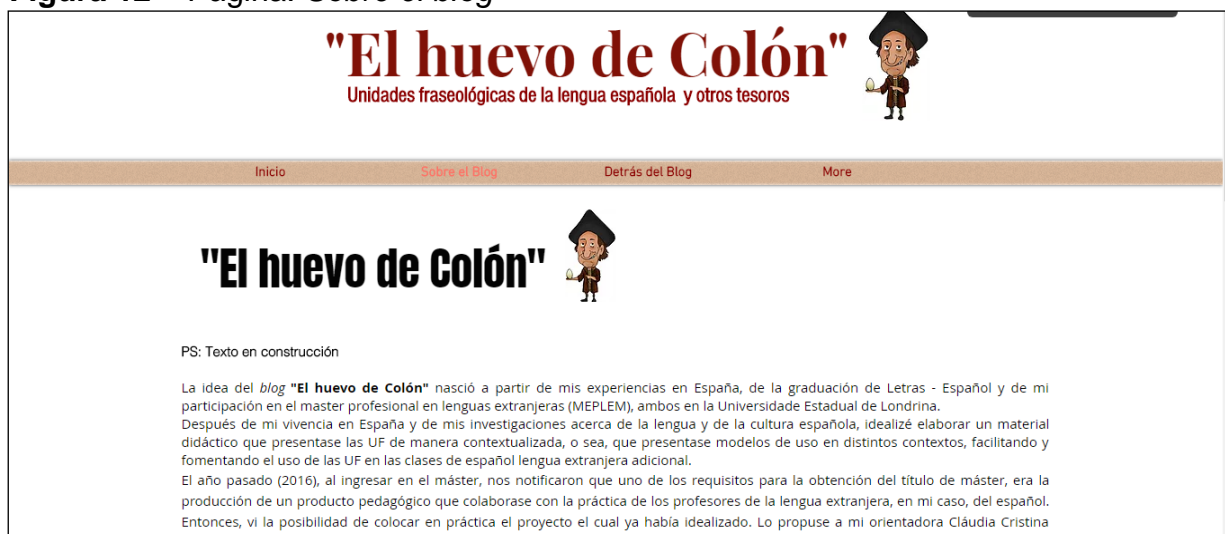 Figura 12 – Página: Sobre el blog
"El huevo de Colón"
Unidades fraseológicas de la lengua española y otros tesoros
Inicio Sobre el Blog Detrás del Blog More
"El huevo de Colón"
PS: Texto en construcción
La idea del blog "El huevo de Colón" nasció a partir de mis experiencias en España, de la graduación de Letras - Español y de mi
participación en el master profesional en lenguas extranjeras (MEPLEM), ambos en la Universidade Estadual de Londrina.
Después de mi vivencia en España y de mis investigaciones acerca de la lengua y de la cultura española, idealizé elaborar un material
didáctico que presentase las UF de manera contextualizada, o sea, que presentase modelos de uso en distintos contextos, facilitando y
fomentando el uso de las UF en las clases de español lengua extranjera adicional.
El año pasado (2016), al ingresar en el máster, nos notificaron que uno de los requisitos para la obtención del título de máster, era la
producción de un producto pedagógico que colaborase con la práctica de los profesores de la lengua extranjera, en mi caso, del español.
Entonces, vi la posibilidad de colocar en práctica el proyecto el cual ya había idealizado. Lo propuse a mi orientadora Cláudia Cristina